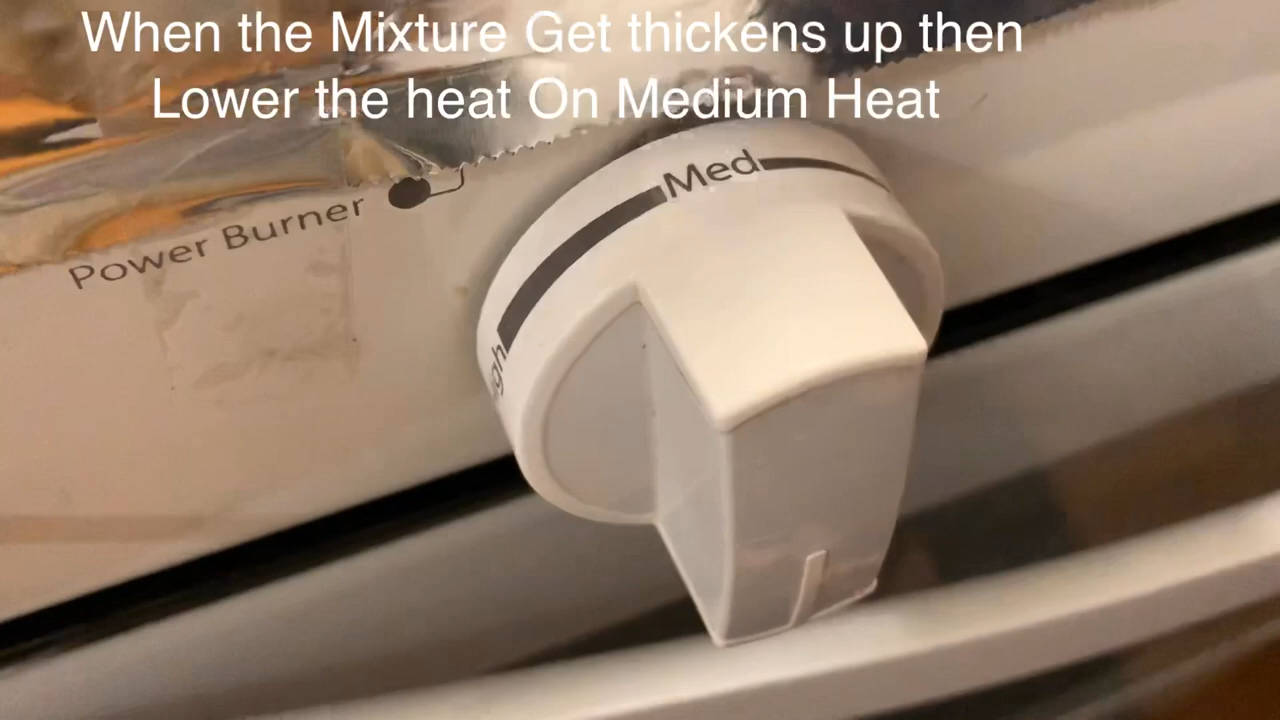 When the Mixture Get thickens up then
Lower the heat On Medium Heat
Med
Power Burner